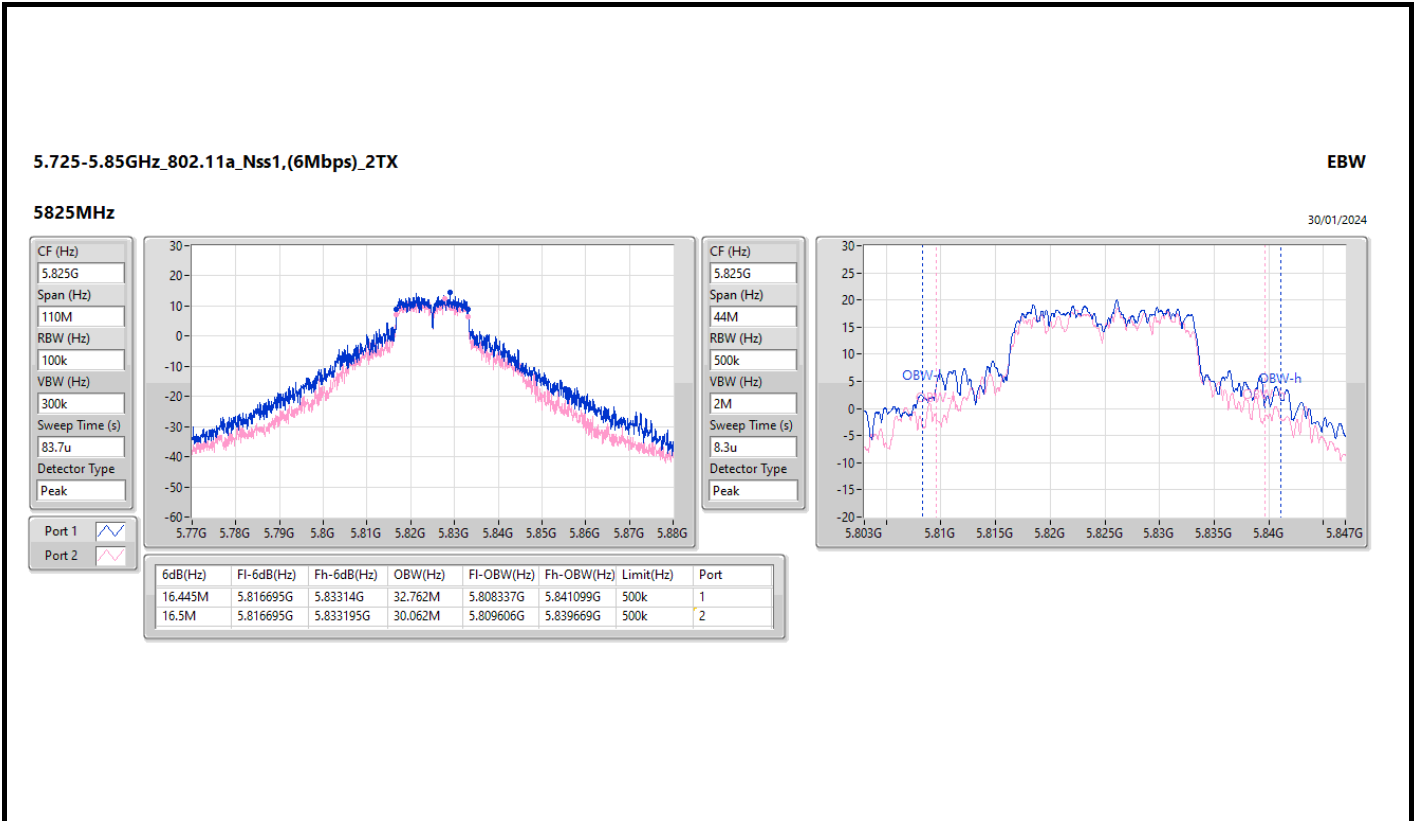 5.725-5.85GHz_802.11a_Nss1,(6Mbps)_2TX
EBW
5825MHz
30/01/2024
CF (Hz)
5.825G
Span (Hz)
110M
RBW (Hz)
100k
VBW (Hz)
300k
Sweep Time (s)
83.7u
Detector Type
Peak
Port 1
Port 2
30
20
10
0
-10
-20
-30
-40
-50
-60
5.77G 5.78G 5.79G 5.8G 5.81G 5.82G 5.83G 5.84G 5.85G 5.86G 5.87G 5.88G
CF (Hz)
5.825G
Span (Hz)
44M
RBW (Hz)
500k
VBW (Hz)
2M
Sweep Time (s)
8.3u
Detector Type
Peak
30
25
20
15
10
5
0
-5
-10
-15
-20
OBW-h
5.803G 5.81G 5.815G 5.82G 5.825G 5.83G 5.835G 5.84G 5.847G
6dB(Hz) Fl-6dB(Hz) Fh-6dB(Hz) OBW(Hz) Fl-OBW(Hz) Fh-OBW(Hz) Limit(Hz) Port
16.445M 5.816695G 5.83314G 32.762M 5.808337G 5.841099G 500k 1
16.5M 5.816695G 5.833195G 30.062M 5.809606G 5.839669G 500k 2